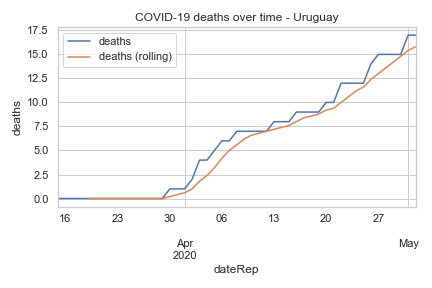 COVID-19 deaths over time - Uruguay
deaths
deaths (rolling)
deaths
17.5
15.0
12.5
10.0
7.5
5.0
2.5
0.0
16 23 30 06 13 20 27
Apr May
2020
dateRep